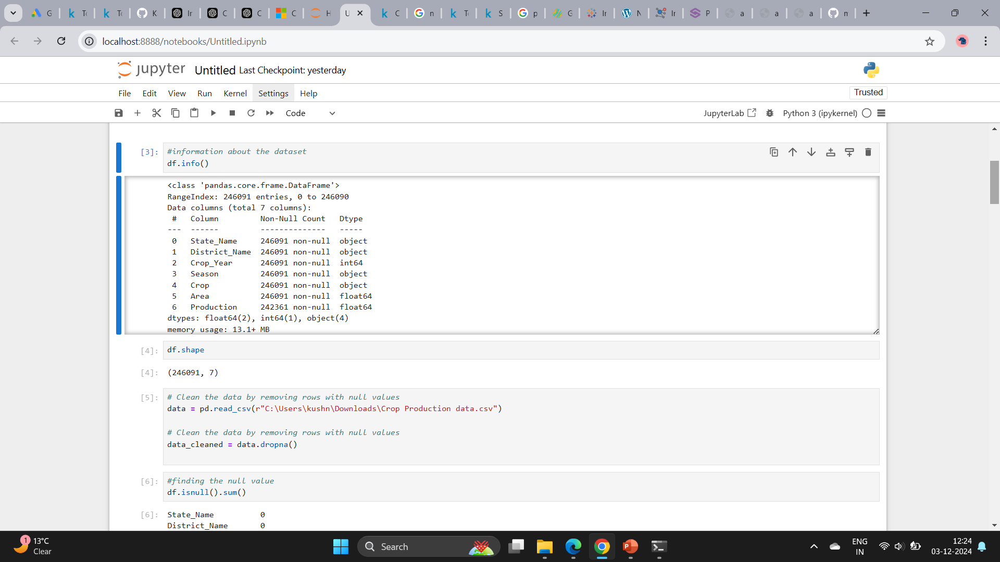 G
To
To
K
In
C
C
C
H
U
C
n
To
S
p
G
In
N
In
P
a
a
a
n
localhost:8888/notebooks/Untitled.ipynb
jupyter Untitled Last Checkpoint: yesterday
File Edit View Run Kernel Settings Help
Trusted
Code
JupyterLab Python 3 (ipykernel)
[3]: #information about the dataset
df.info()
<class 'pandas.core.frame.DataFrame'>
RangeIndex: 246091 entries, 0 to 246090
Data columns (total 7 columns):
# Column Non-Null Count Dtype
--- ------ -------------- -----
0 State_Name 246091 non-null object
1 District_Name 246091 non-null object
2 Crop_Year 246091 non-null int64
3 Season 246091 non-null object
4 Crop 246091 non-null object
5 Area 246091 non-null float64
6 Production 242361 non-null float64
dtypes: float64(2), int64(1), object(4)
memory usage: 13.1+ MB
[4]: df.shape
[4]: (246091, 7)
[5]: # Clean the data by removing rows with null values
data = pd.read_csv(r"C:\Users\kushn\Downloads\Crop Production data.csv")
# Clean the data by removing rows with null values
data_cleaned = data.dropna()
[6]: #finding the null value
df.isnull().sum()
[6]: State_Name 0
District_Name 0
1
13°C
Clear
Search
ENG
IN
12:24
03-12-2024